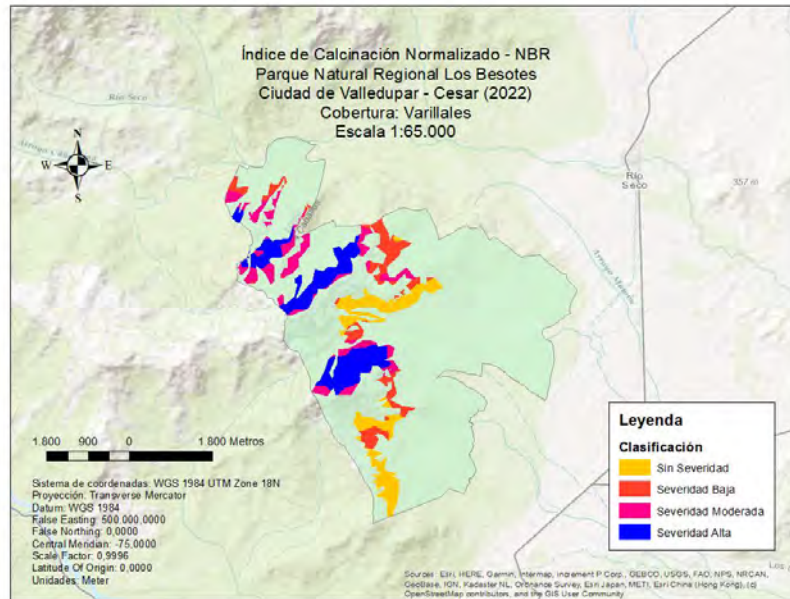 Índice de Calcinación Normalizado - NBR
Parque Natural Regional Los Besotes
Ciudad de Valledupar - Cesar (2022)
Cobertura: Varillales
Escala 1:65.000
Río Seco
N
W E
S
Río
Seco
357 m
Arroyo
1.800 900 0 1 800 Metros
Sistema de coordenadas: WGS 1984 UTM Zone 18N
Proyección: Transverse Mercator
Datum: WGS 1984
False Easting: 500.000,0000
False Northing: 0,0000
Central Meridian: -75,0000
Scale Factor: 0,9996
Latitude Of Origin: 0,0000
Unidades: Meter
Leyenda
Clasificación
Sin Severidad
Severidad Baja
Severidad Moderada
Severidad Alta
Los
Sources: Esri, HERE, Garmin, Intermap, increment P Corp., GEBCO, USGS, FAO, NPS, NRCAN,
GeoBase, IGN, Kadaster NL, Ordnance Survey, Esri Japan, METI, Esri China (Hong Kong), (c)
OpenStreetMap contributors, and the GIS User Community